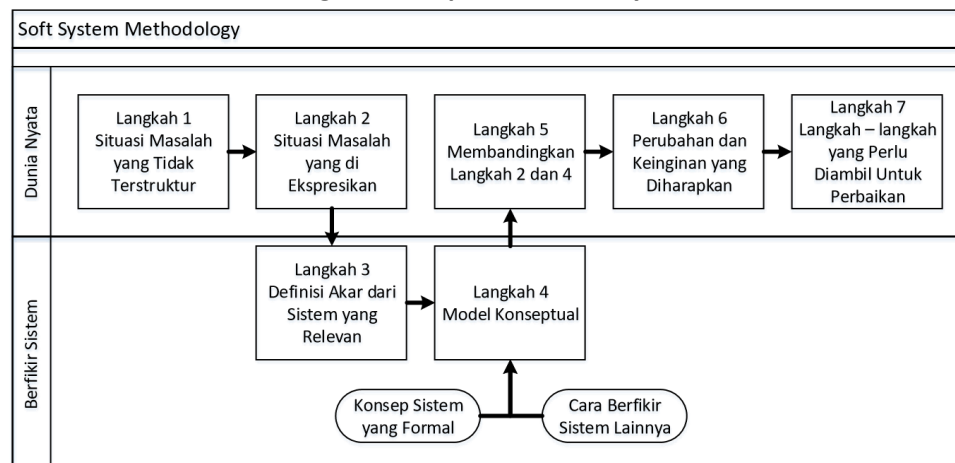 Soft System Methodology
Dunia Nyata
Langkah 1
Situasi Masalah
yang Tidak
Terstruktur
Langkah 2
Situasi Masalah
yang di
Ekspresikan
Langkah 5
Membandingkan
Langkah 2 dan 4
Langkah 6
Perubahan dan
Keinginan yang
Diharapkan
Langkah 7
Langkah – langkah
yang Perlu
Diambil Untuk
Perbaikan
Berfikir Sistem
Langkah 3
Definisi Akar dari
Sistem yang
Relevan
Langkah 4
Model Konseptual
Konsep Sistem
yang Formal
Cara Berfikir
Sistem Lainnya